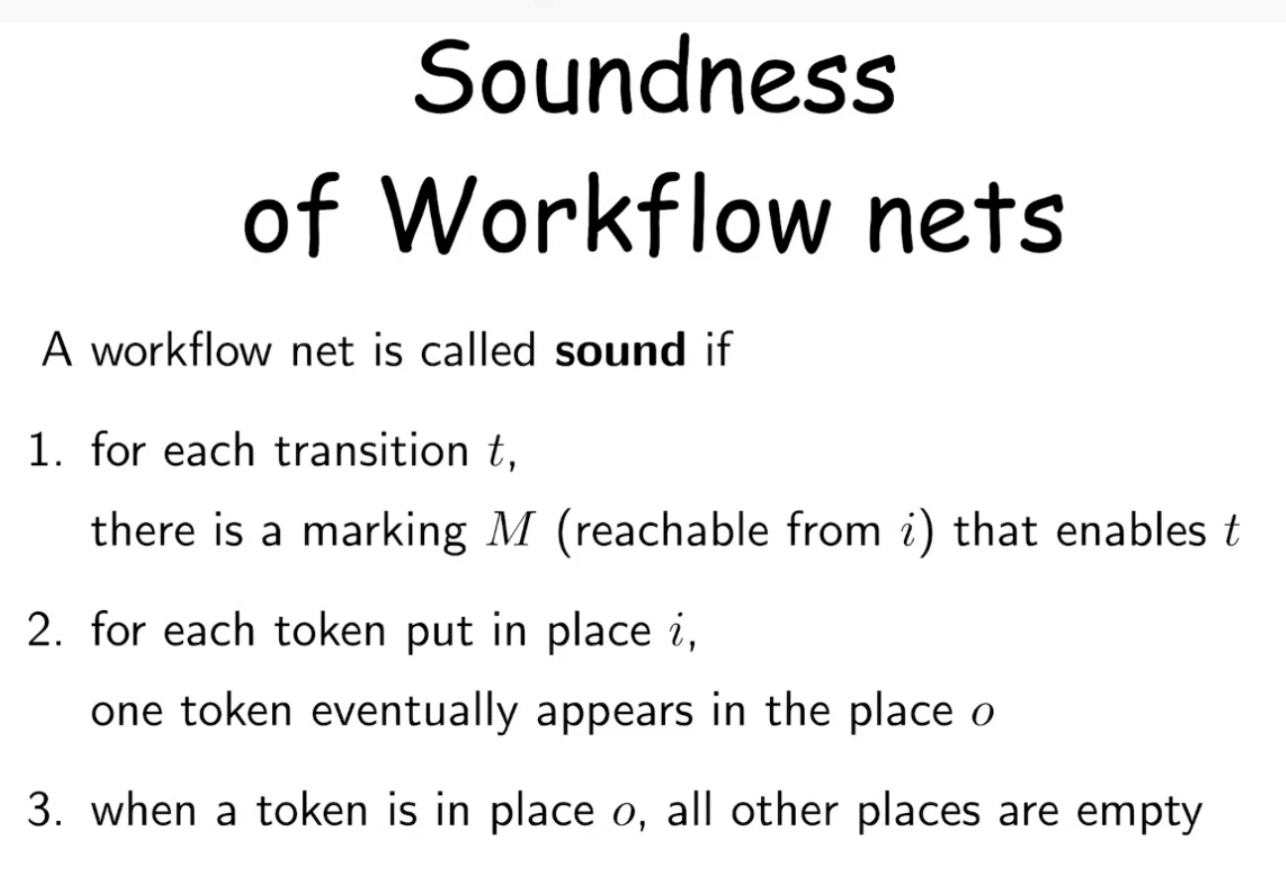 Soundness
of Workflow nets
A workflow net is called sound if
1. for each transition t,
there is a marking M (reachable from i) that enables t
2. for each token put in place i,
one token eventually appears in the place o
3. when a token is in place o, all other places are empty